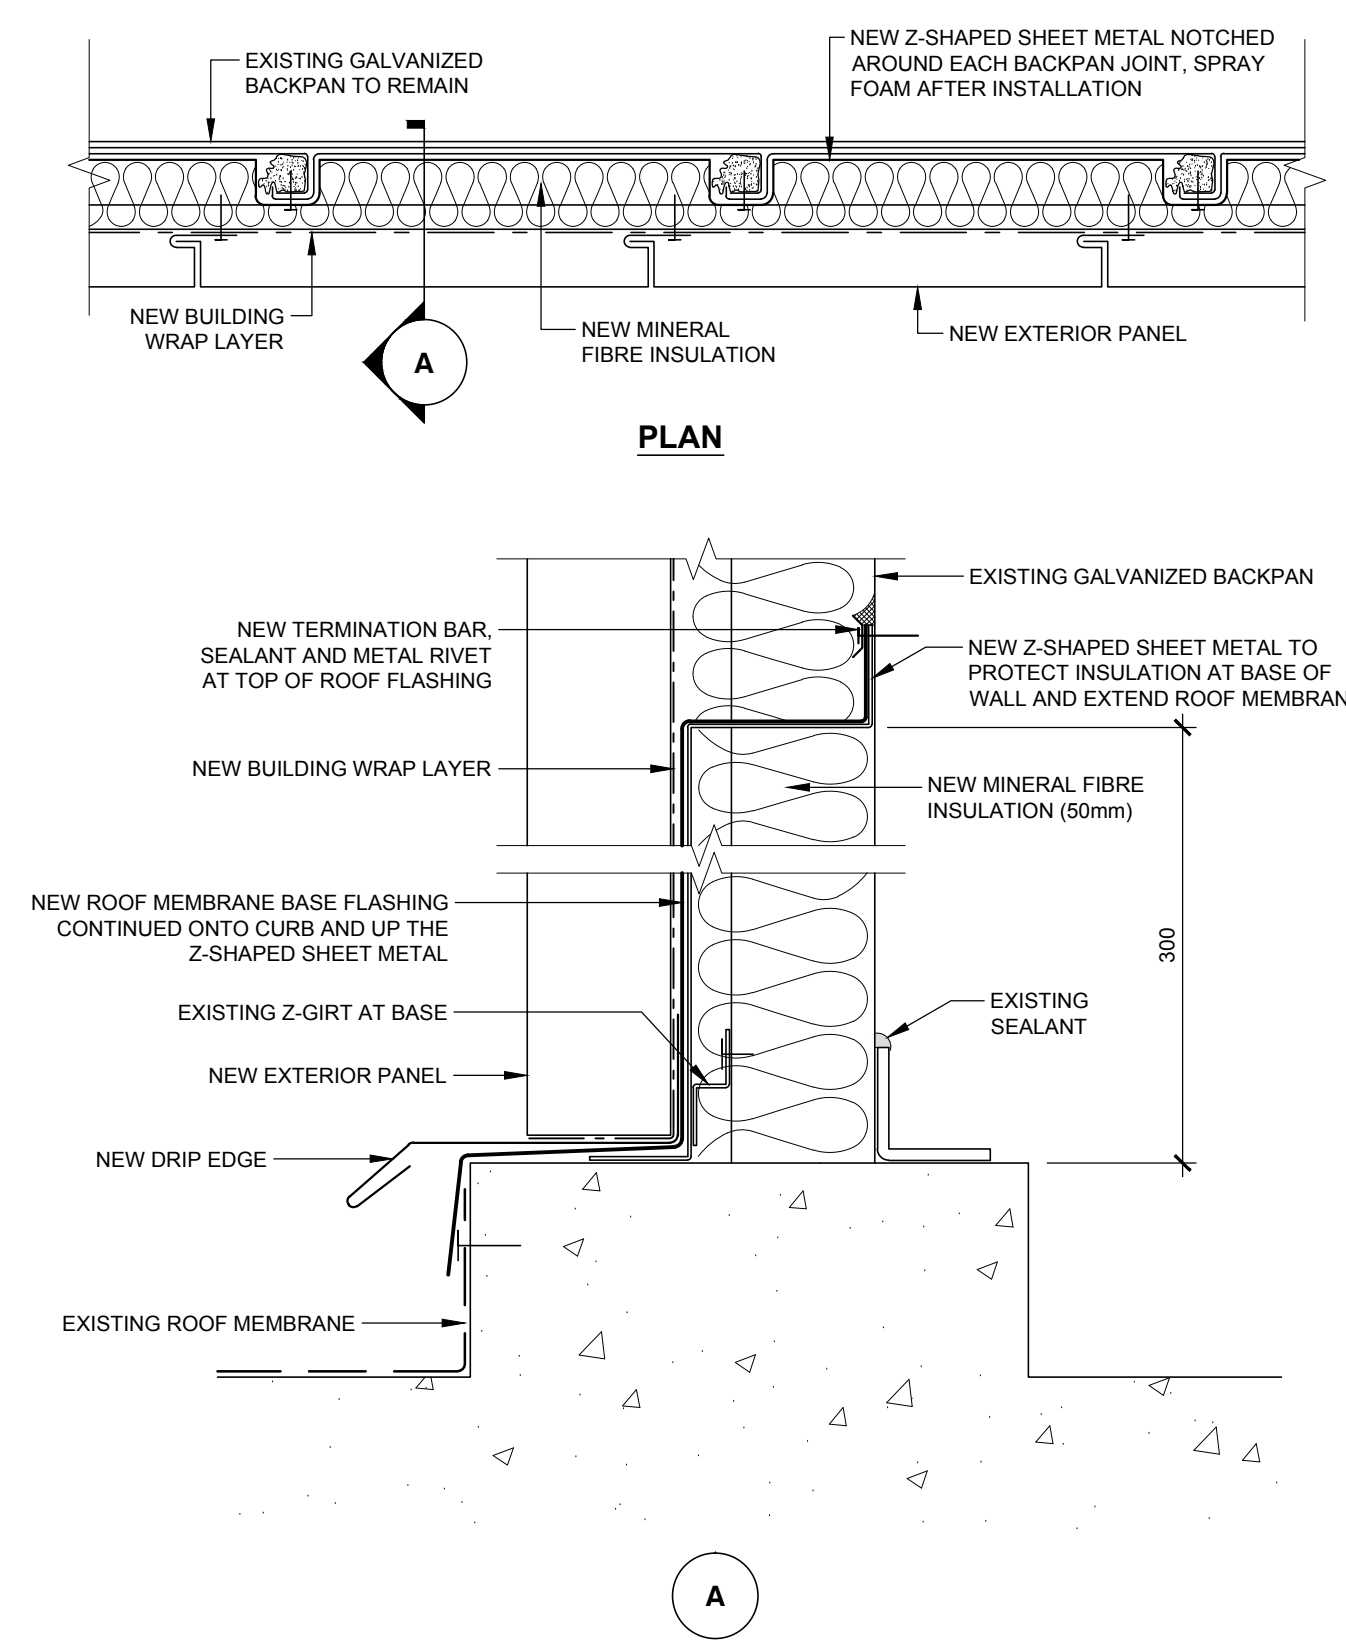 EXISTING GALVANIZED
BACKPAN TO REMAIN
NEW Z-SHAPED SHEET METAL NOTCHED
AROUND EACH BACKPAN JOINT, SPRAY
FOAM AFTER INSTALLATION
NEW BUILDING
WRAP LAYER
A
NEW MINERAL
FIBRE INSULATION
NEW EXTERIOR PANEL
PLAN
EXISTING GALVANIZED BACKPAN
NEW TERMINATION BAR,
SEALANT AND METAL RIVET
AT TOP OF ROOF FLASHING
NEW Z-SHAPED SHEET METAL TO
PROTECT INSULATION AT BASE OF
WALL AND EXTEND ROOF MEMBRAN
NEW BUILDING WRAP LAYER
NEW MINERAL FIBRE
INSULATION (50mm)
NEW ROOF MEMBRANE BASE FLASHING
CONTINUED ONTO CURB AND UP THE
Z-SHAPED SHEET METAL
300
EXISTING Z-GIRT AT BASE
EXISTING
SEALANT
NEW EXTERIOR PANEL
NEW DRIP EDGE
EXISTING ROOF MEMBRANE
A